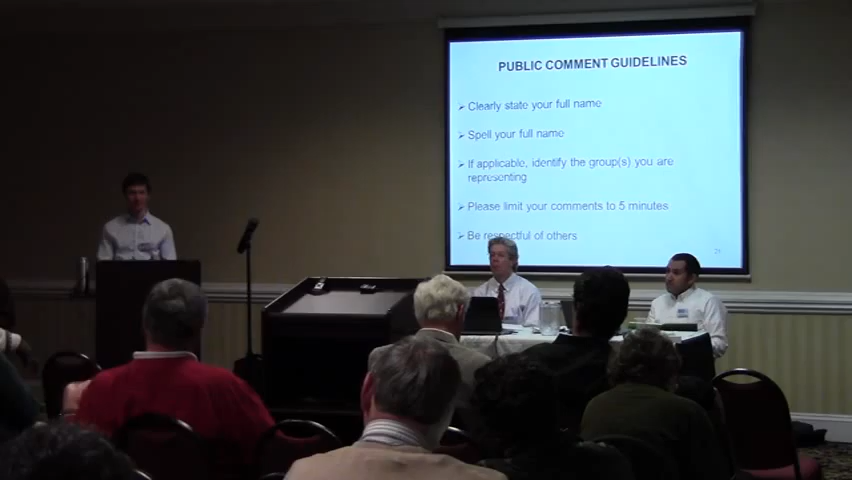 PUBLIC COMMENT GUIDELINES
➢ Clearly state your full name
➢ Spell your full name
➢ If applicable, identify the group(s) you are
representing
➢ Please limit your comments to 5 minutes
➢ Be respectful of others